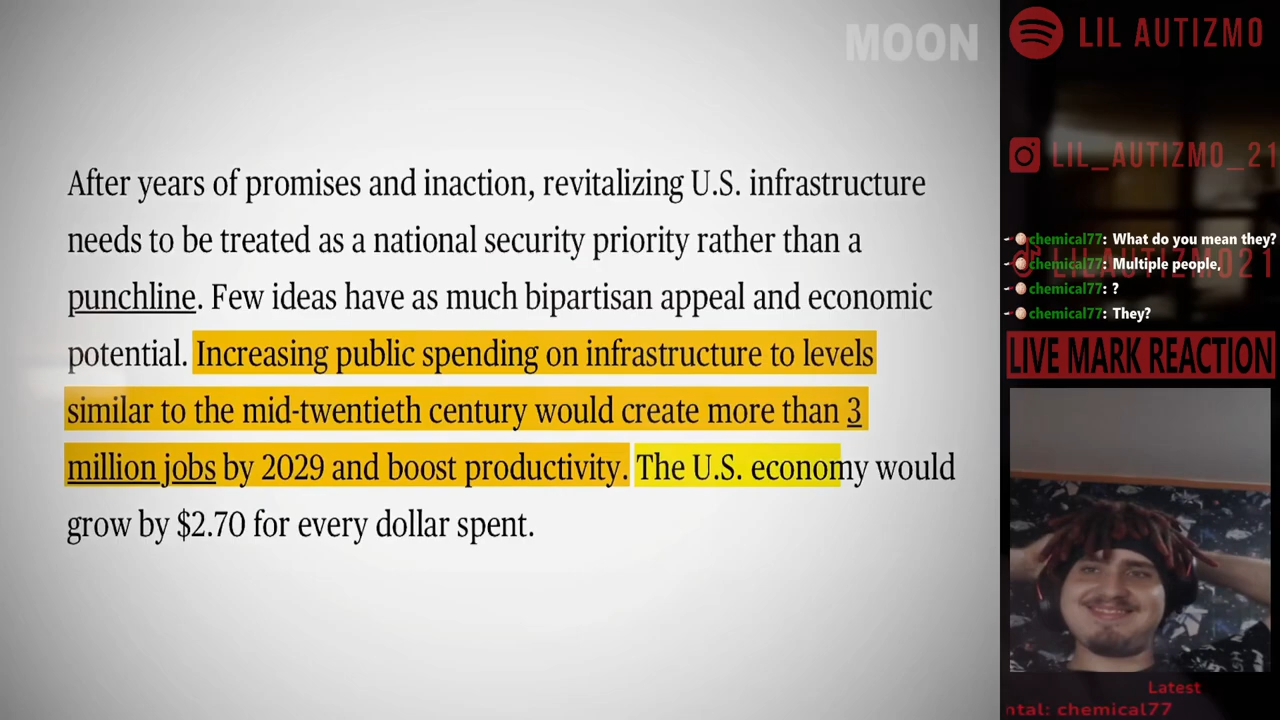 MOON
After years of promises and inaction, revitalizing U.S. infrastructure
needs to be treated as a national security priority rather than a
punchline. Few ideas have as much bipartisan appeal and economic
potential. Increasing public spending on infrastructure to levels
similar to the mid-twentieth century would create more than 3
million jobs by 2029 and boost productivity. The U.S. economy would
grow by $2.70 for every dollar spent.
LIL AUTIZMO
LIL_AUTIZMO_21
chemical77: What do you mean they?
LILAUTIZMO21
chemical77: Multiple people,
chemical77: ?
chemical77: They?
LIVE MARK REACTION
Latest
ntal: chemical77